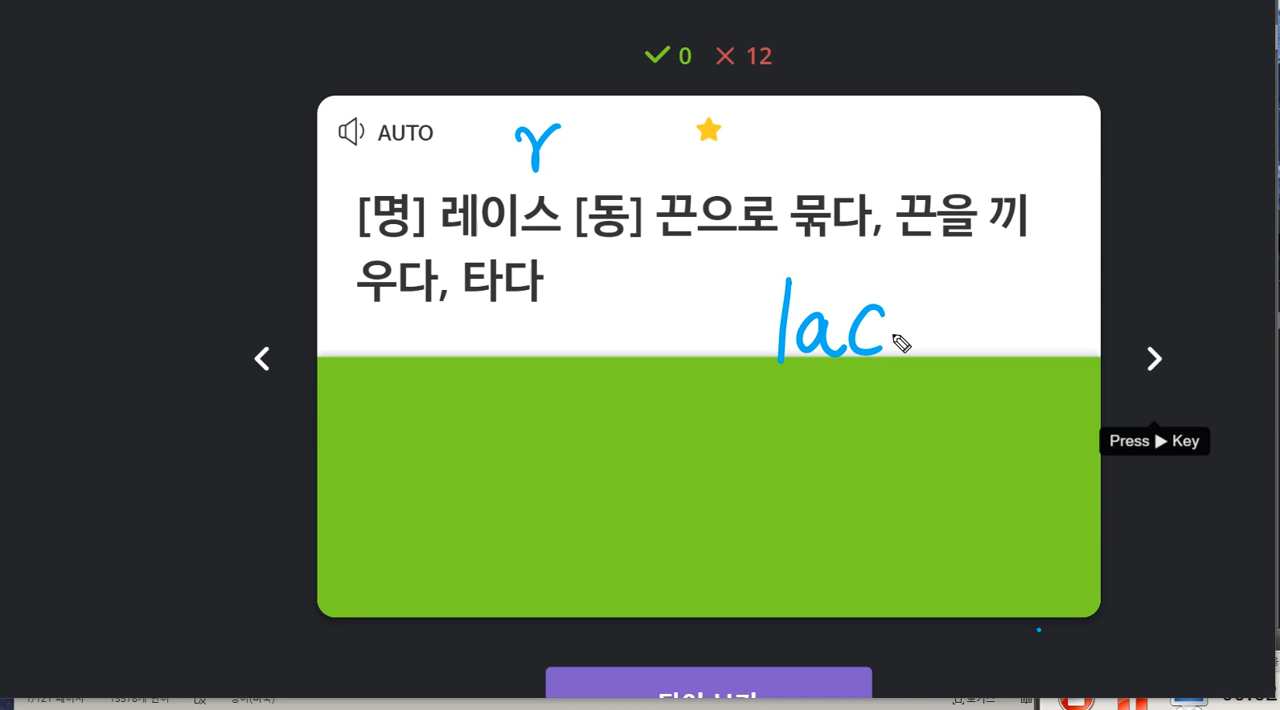 0 12
AUTO r
[명] 레이스 [동] 끈으로 묶다, 끈을 끼
우다, 타다
lac
Press ▶ Key